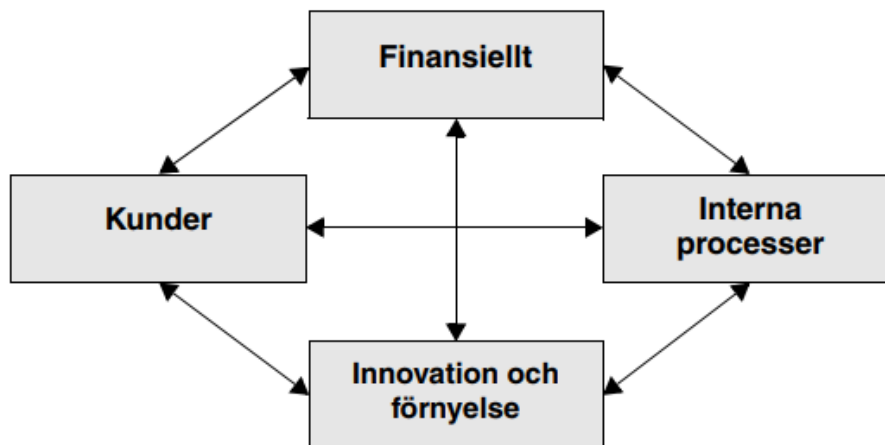 Finansiellt
Kunder
Interna
processer
Innovation och
förnyelse